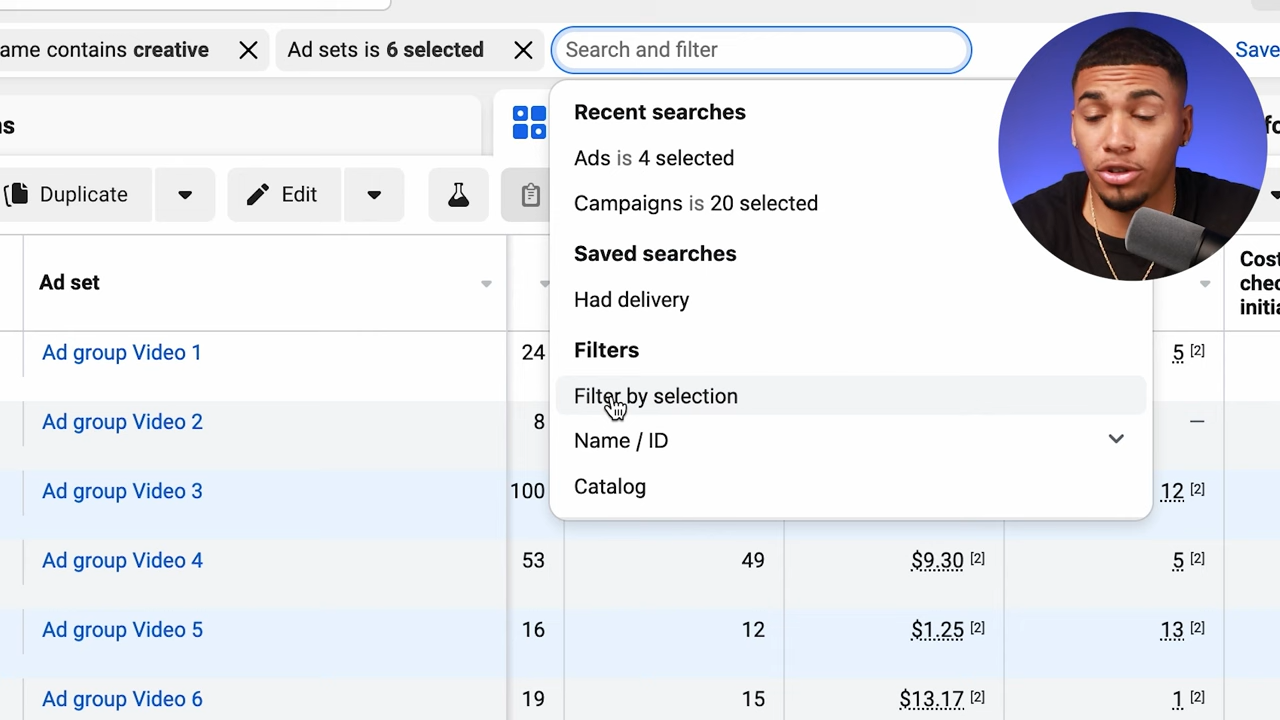 ame contains creative
Ad sets is 6 selected
Search and filter
Save
Recent searches
Ads is 4 selected
Campaigns is 20 selected
Saved searches
Had delivery
Filters
Filter by selection
Name / ID
Catalog
s
fo
Duplicate
Edit
Ad set
Cost
chec
initia
Ad group Video 1
24
5 [2]
Ad group Video 2
8
—
Ad group Video 3
100
12 [2]
Ad group Video 4
53
49
$9.30 [2]
5 [2]
Ad group Video 5
16
12
$1.25 [2]
13 [2]
Ad group Video 6
19
15
$13.17 [2]
1 [2]